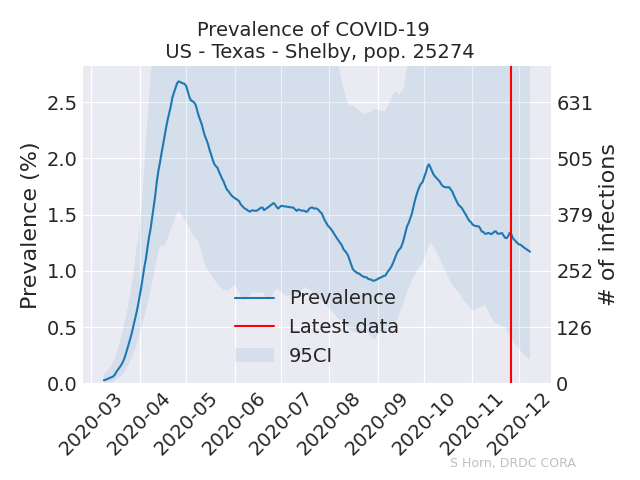 Prevalence of COVID-19
US - Texas - Shelby, pop. 25274
Prevalence (%)
2.5
2.0
1.5
1.0
0.5
0.0
631
505
379
252
126
0
# of infections
Prevalence
Latest data
95CI
2020-03
2020-04
2020-05
2020-06
2020-07
2020-08
2020-09
2020-10
2020-11
2020-12
S Horn, DRDC CORA